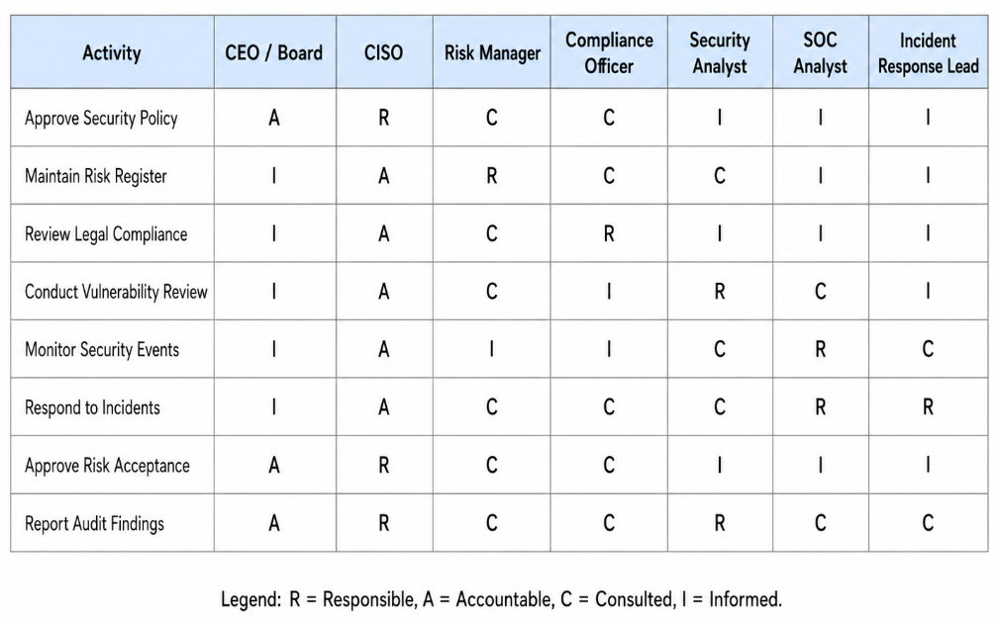 Activity CEO / Board CISO Risk Manager Compliance Officer Security Analyst SOC Analyst Incident Response Lead
Approve Security Policy A R C C I I I
Maintain Risk Register I A R C C I I
Review Legal Compliance I A C R I I I
Conduct Vulnerability Review I A C I R C I
Monitor Security Events I A I I C R C
Respond to Incidents I A C C C R R
Approve Risk Acceptance A R C C I I I
Report Audit Findings A R C C R C C
Legend: R = Responsible, A = Accountable, C = Consulted, I = Informed.